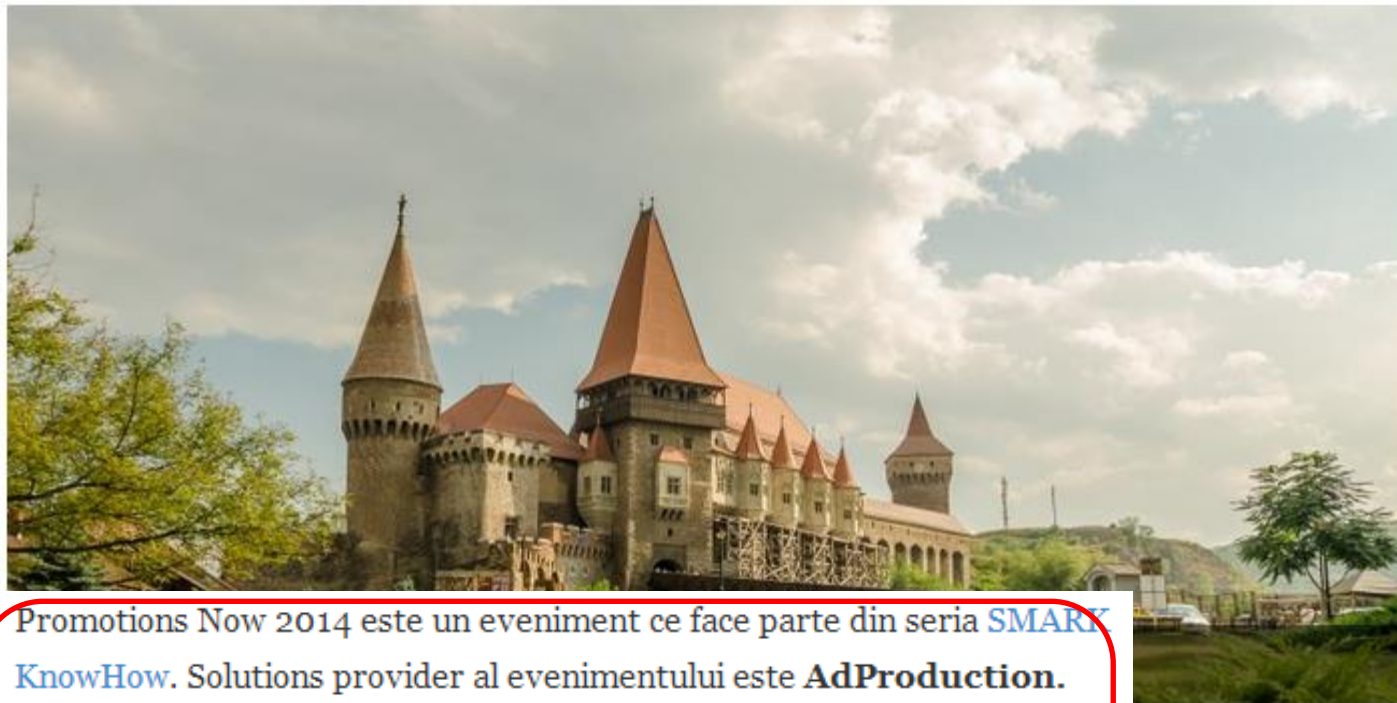 Promotions Now 2014 este un eveniment ce face parte din seria SMARK
KnowHow. Solutions provider al evenimentului este AdProduction.